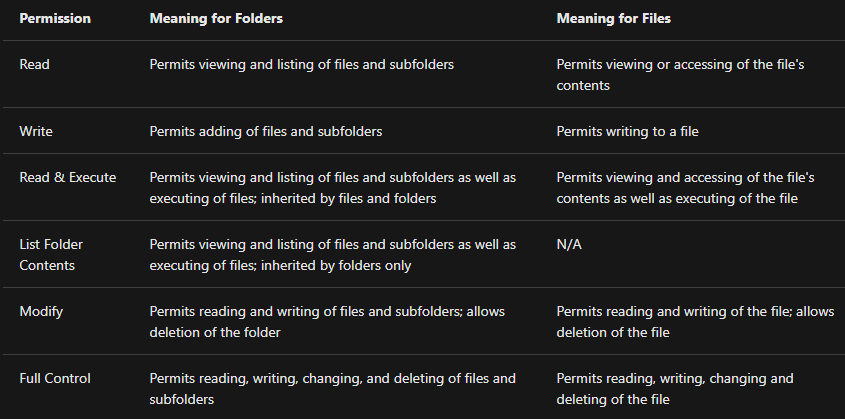 Permission Meaning for Folders Meaning for Files
Read Permits viewing and listing of files and subfolders Permits viewing or accessing of the file's
contents
Write Permits adding of files and subfolders Permits writing to a file
Read & Execute Permits viewing and listing of files and subfolders as well as Permits viewing and accessing of the file's
executing of files; inherited by files and folders contents as well as executing of the file
List Folder Permits viewing and listing of files and subfolders as well as N/A
Contents executing of files; inherited by folders only
Modify Permits reading and writing of files and subfolders; allows Permits reading and writing of the file; allows
deletion of the folder deletion of the file
Full Control Permits reading, writing, changing, and deleting of files and Permits reading, writing, changing and
subfolders deleting of the file